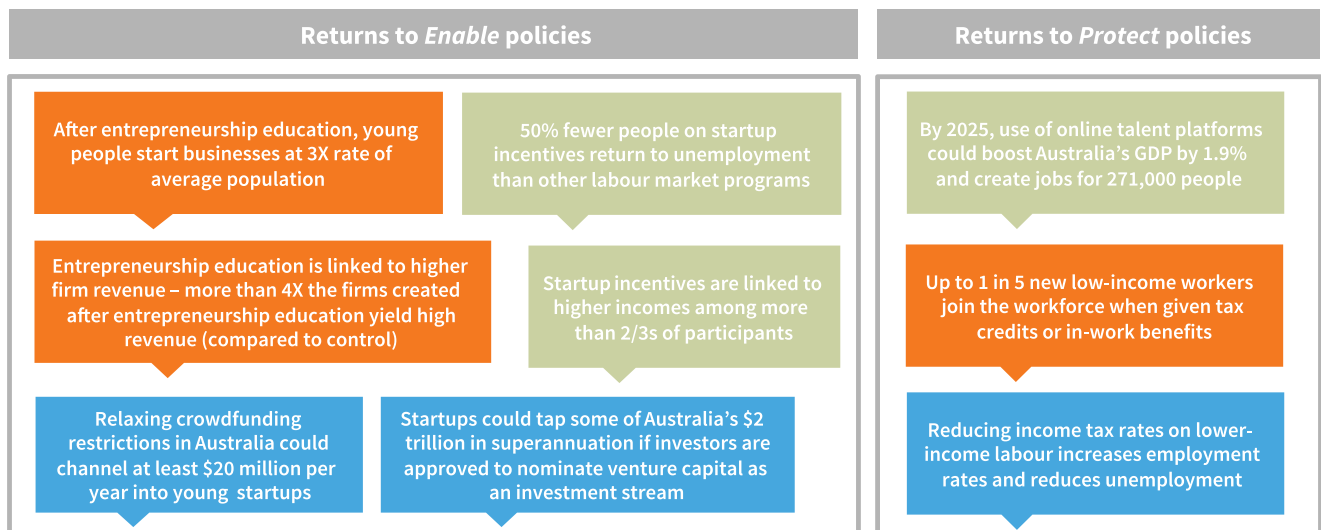 Returns to Enable policies
After entrepreneurship education, young
people start businesses at 3X rate of
average population
50% fewer people on startup
incentives return to unemployment
than other labour market programs
Entrepreneurship education is linked to higher
firm revenue – more than 4X the firms created
after entrepreneurship education yield high
revenue (compared to control)
Startup incentives are linked to
higher incomes among more
than 2/3s of participants
Relaxing crowdfunding
restrictions in Australia could
channel at least $20 million per
year into young startups
Startups could tap some of Australia's $2
trillion in superannuation if investors are
approved to nominate venture capital as
an investment stream
Returns to Protect policies
By 2025, use of online talent platforms
could boost Australia's GDP by 1.9%
and create jobs for 271,000 people
Up to 1 in 5 new low-income workers
join the workforce when given tax
credits or in-work benefits
Reducing income tax rates on lower-
income labour increases employment
rates and reduces unemployment